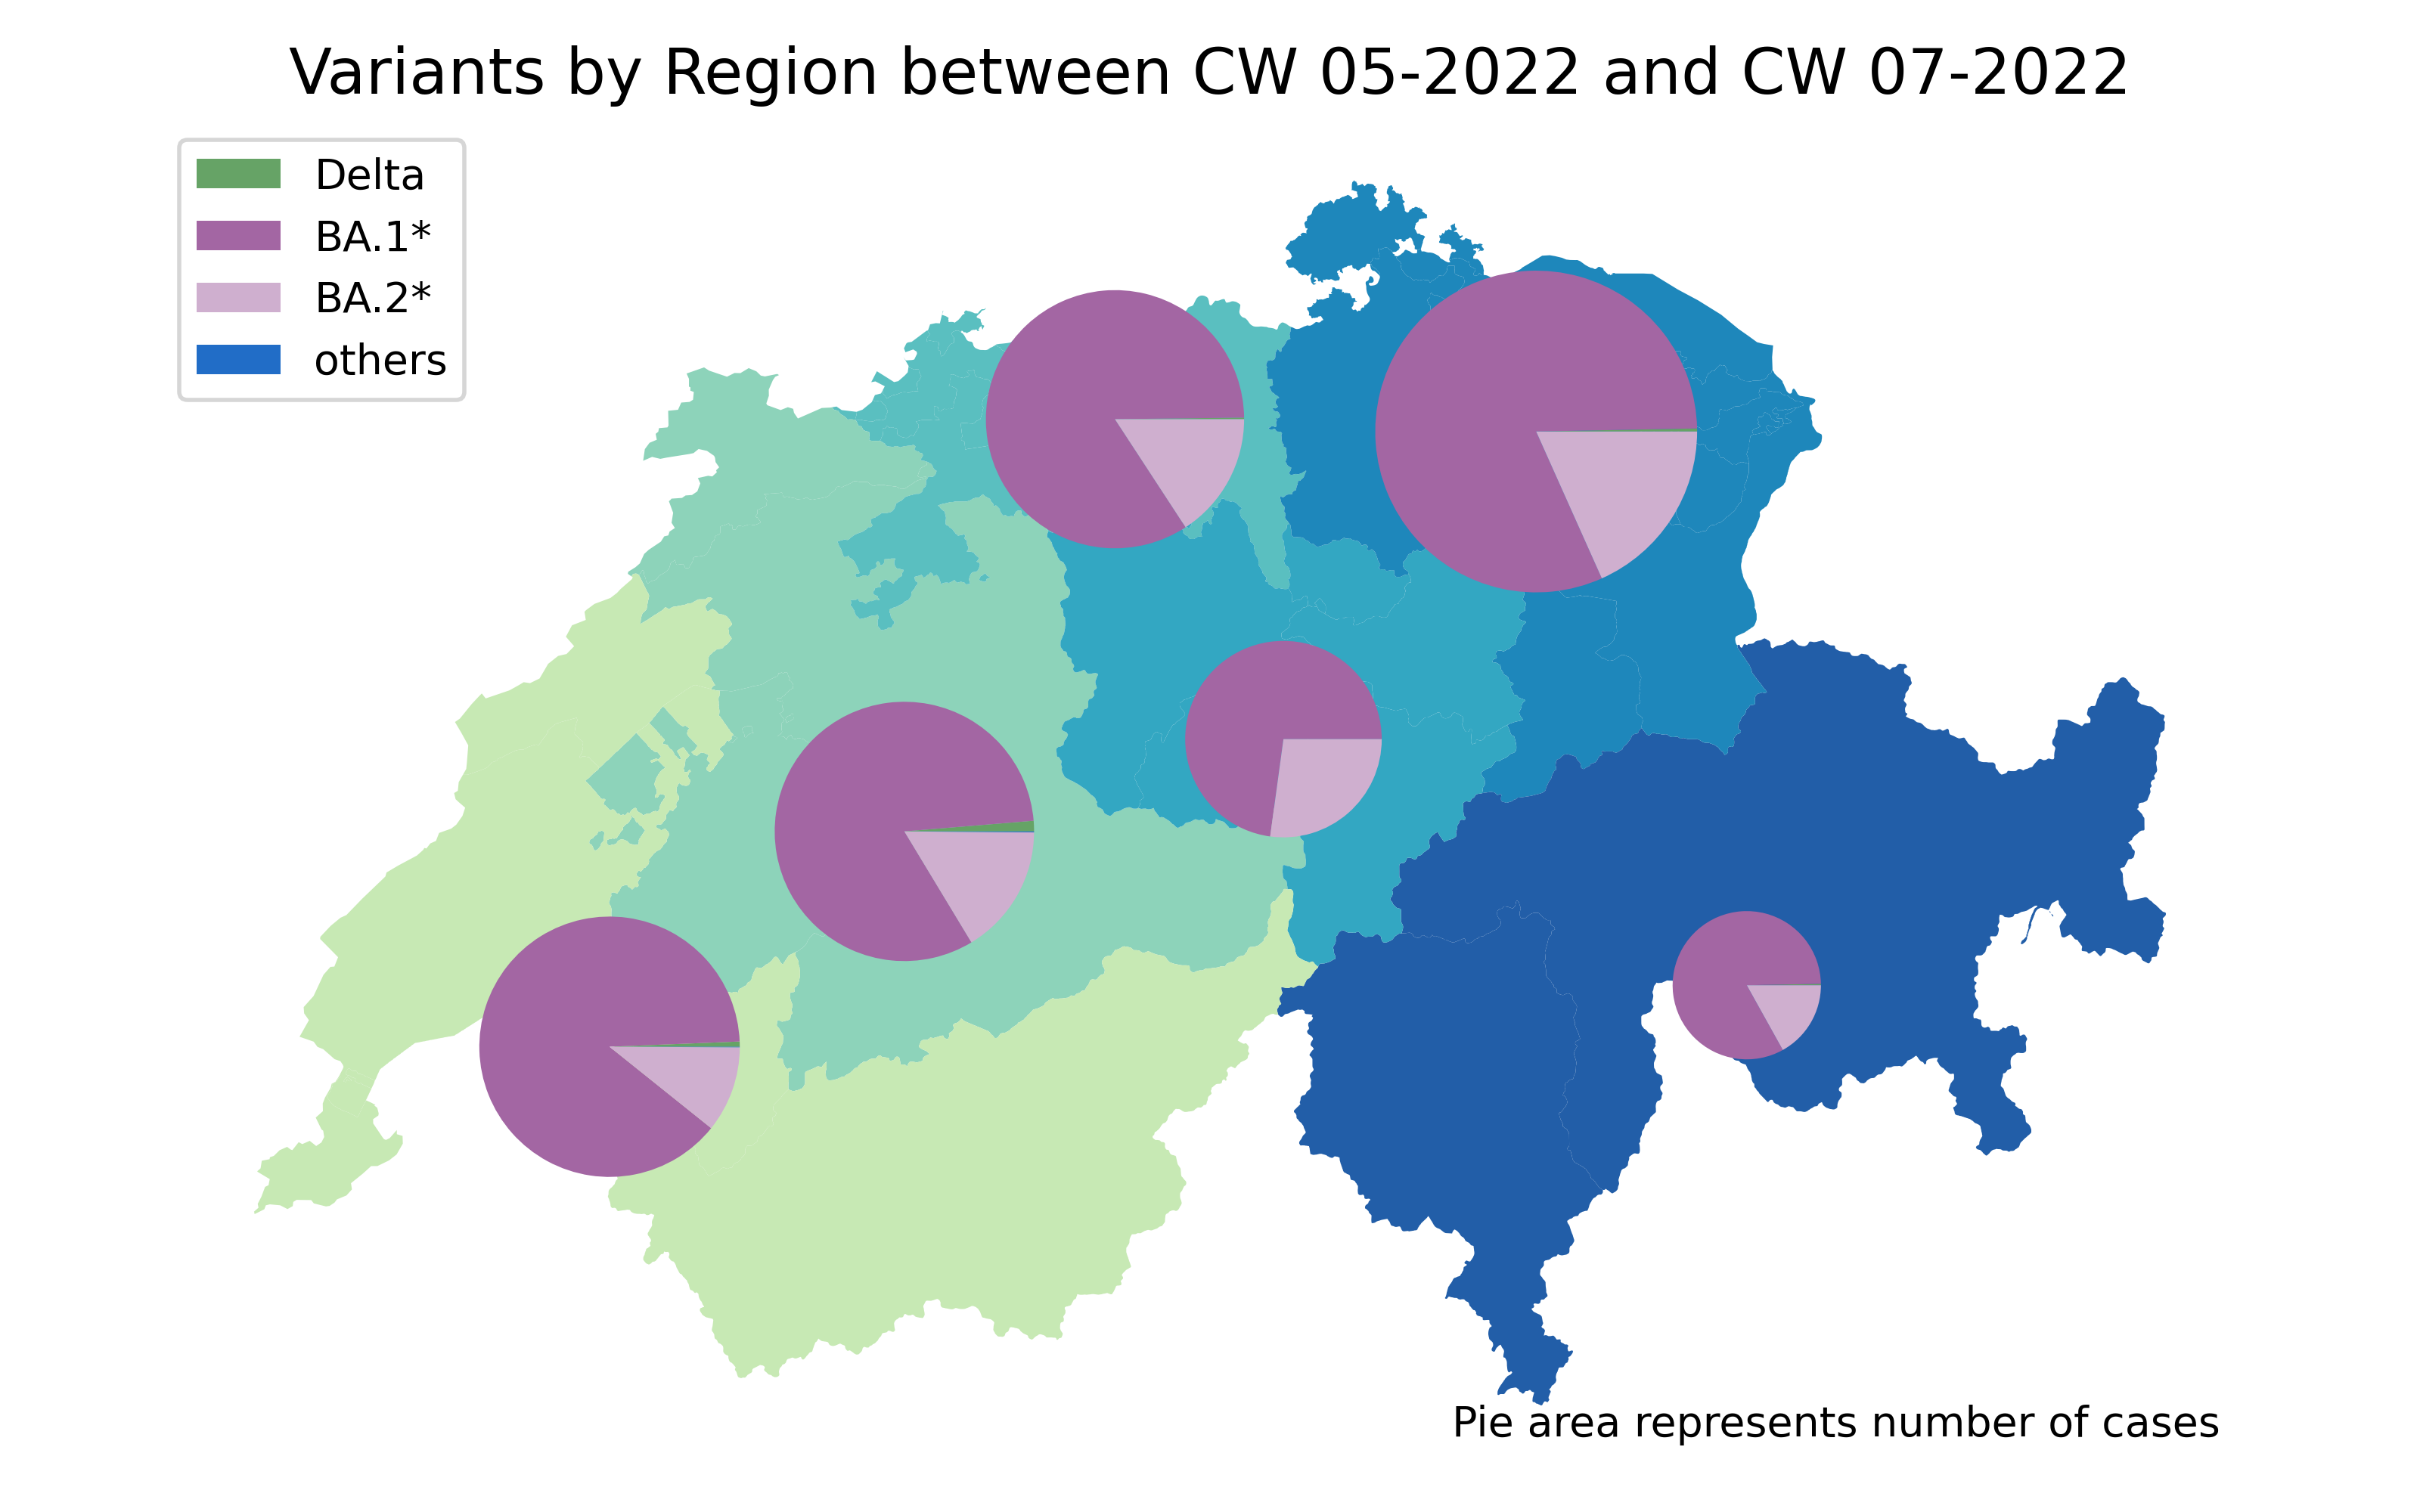 Variants by Region between CW 05-2022 and CW 07-2022
Delta
BA.1*
BA.2*
others
Pie area represents number of cases